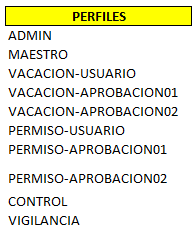 PERFILES
ADMIN
MAESTRO
VACACION-USUARIO
VACACION-APROBACION01
VACACION-APROBACION02
PERMISO-USUARIO
PERMISO-APROBACION01
PERMISO-APROBACION02
CONTROL
VIGILANCIA